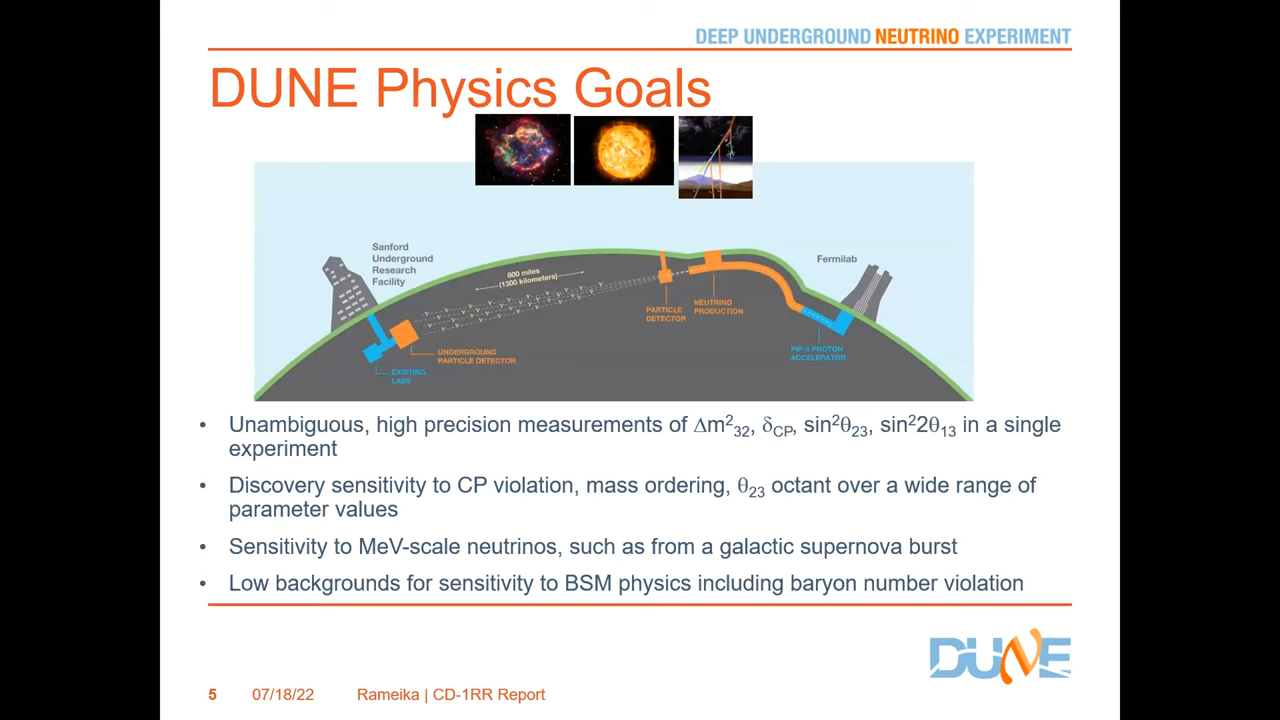 DEEP UNDERGROUND NEUTRINO EXPERIMENT
DUNE Physics Goals
Sanford
Underground
Research
Facility
800 miles
(1300 kilometers)
Fermilab
PARTICLE
DETECTOR
NEUTRINO
PRODUCTION
UNDERGROUND
PARTICLE DETECTOR
EXISTING
LABS
PIP-II PROTON
ACCELERATOR
• Unambiguous, high precision measurements of Δm²₃₂, δ_CP, sin²θ₂₃, sin²2θ₁₃ in a single
experiment
• Discovery sensitivity to CP violation, mass ordering, θ₂₃ octant over a wide range of
parameter values
• Sensitivity to MeV-scale neutrinos, such as from a galactic supernova burst
• Low backgrounds for sensitivity to BSM physics including baryon number violation
DUNE
5 07/18/22 Rameika | CD-1RR Report